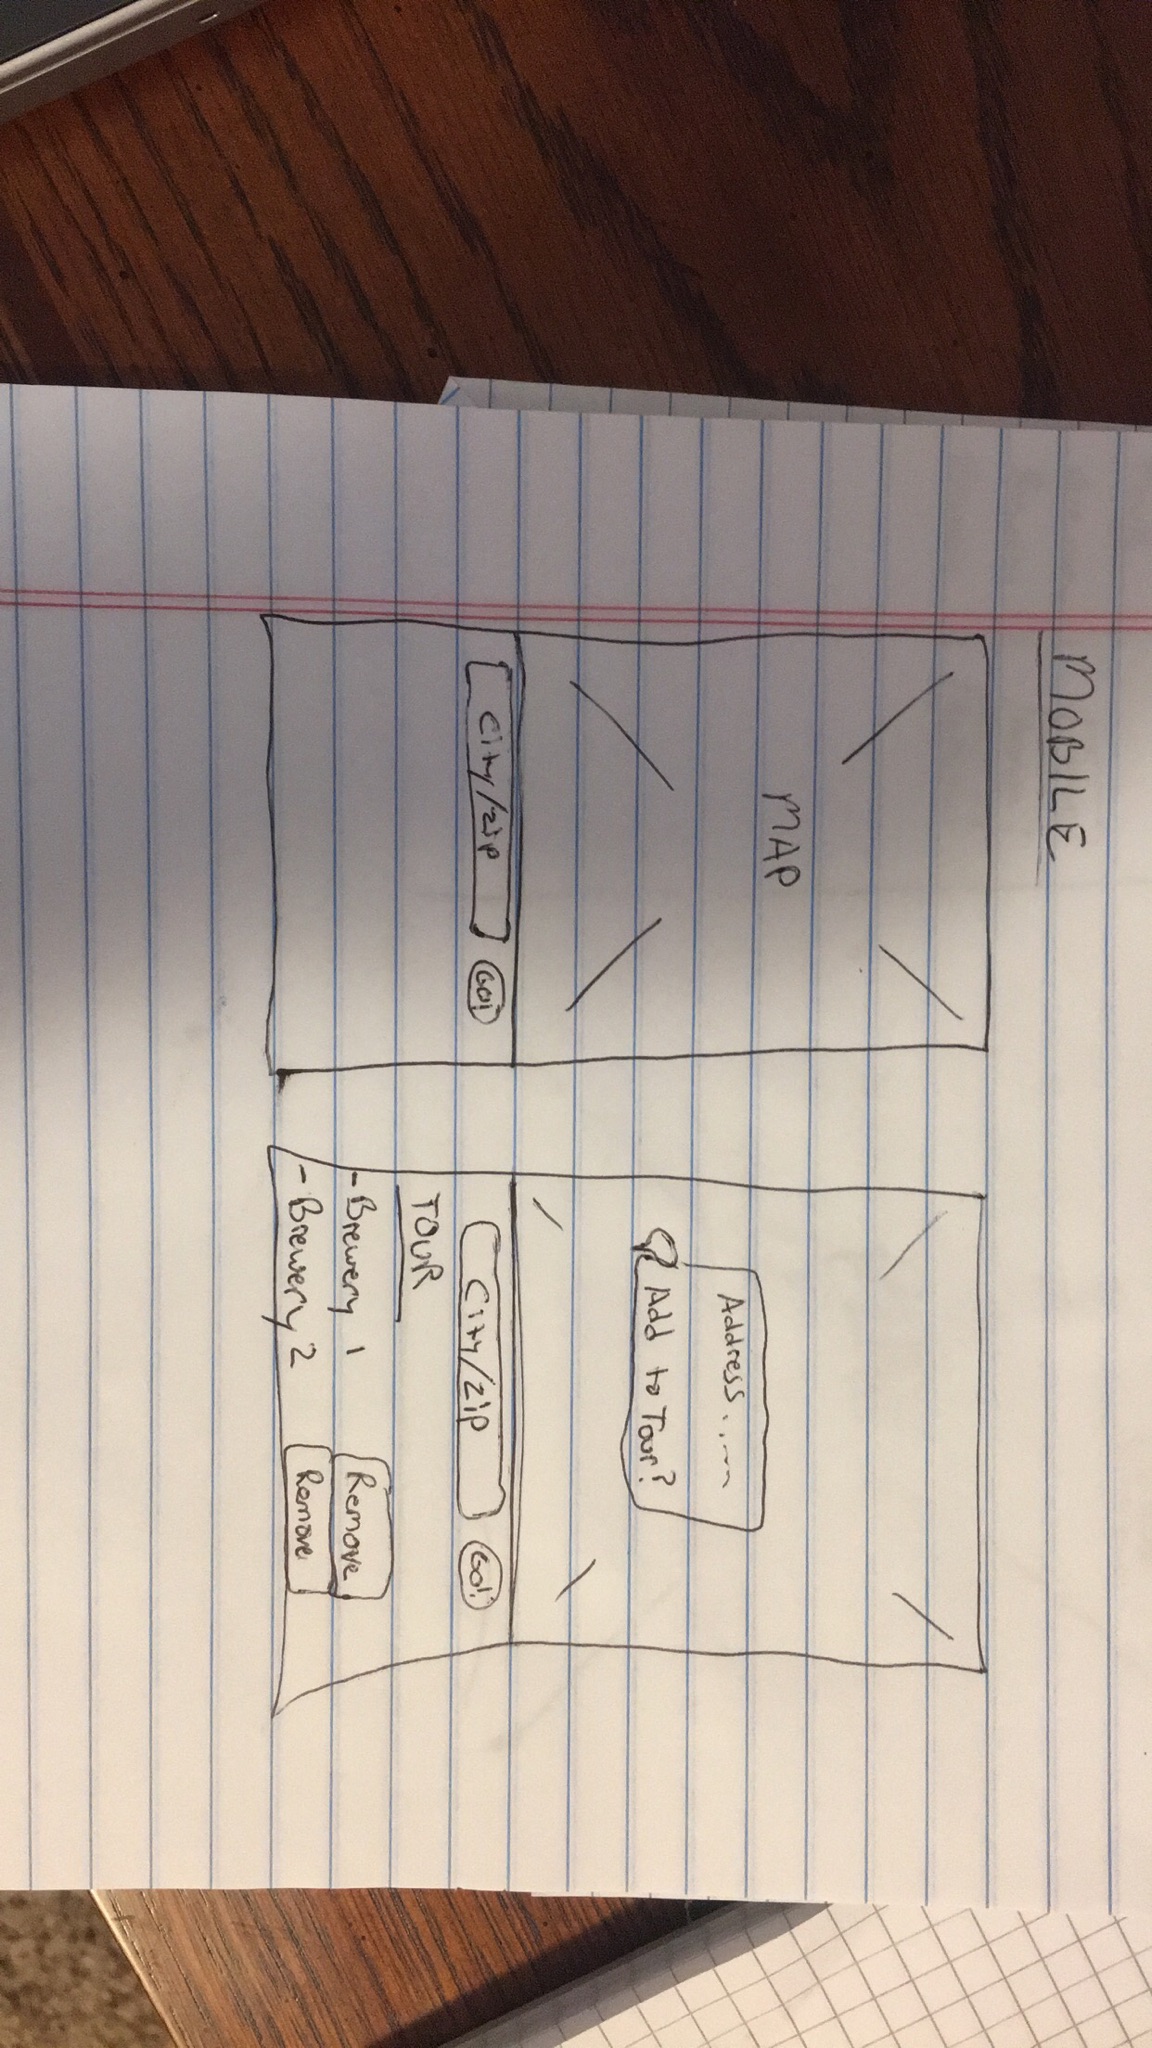 MOBILE
MAP
City/zip
GO!
Address
Add to Tour?
City/zip
GO!
TOUR
- Brewery 1
Remove
- Brewery 2
Remove